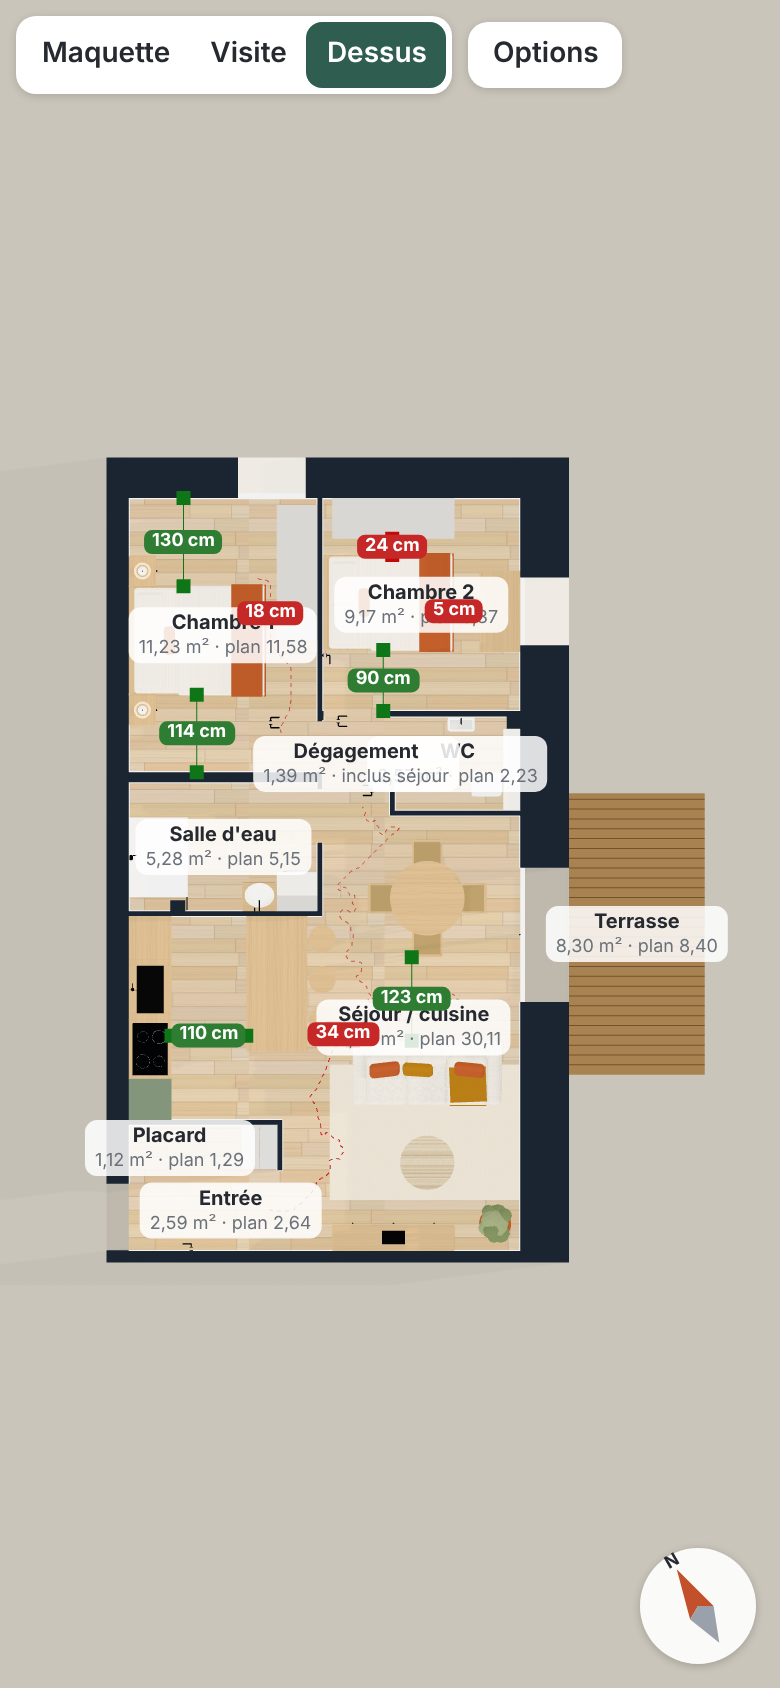 Maquette Visite Dessus Options
130 cm
24 cm
Chambre 2
9,17 m² · p
5 cm
18 cm
11,23 m² · plan 11,58
90 cm
114 cm
Dégagement
1,39 m² · inclus séjour
plan 2,23
Salle d'eau
5,28 m² · plan 5,15
Terrasse
8,30 m² · plan 8,40
123 cm
Séjour / cuisine
m² · plan 30,11
110 cm
34 cm
Placard
1,12 m² · plan 1,29
Entrée
2,59 m² · plan 2,64
N